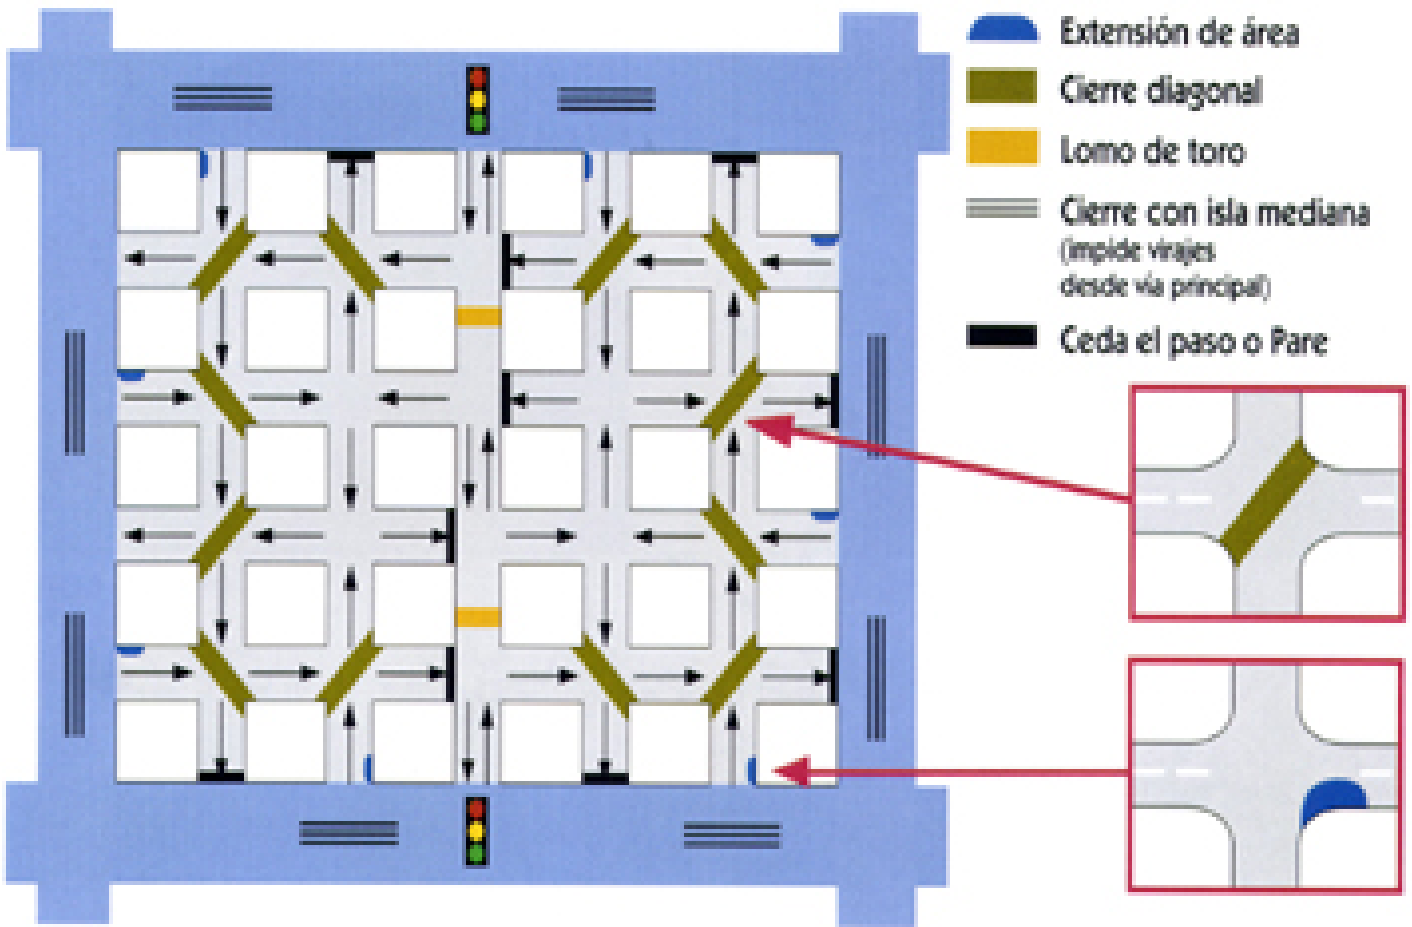 Extensión de área
Cierre diagonal
Lomo de toro
Cierre con isla mediana
(impide virajes
desde vía principal)
Ceda el paso o Pare